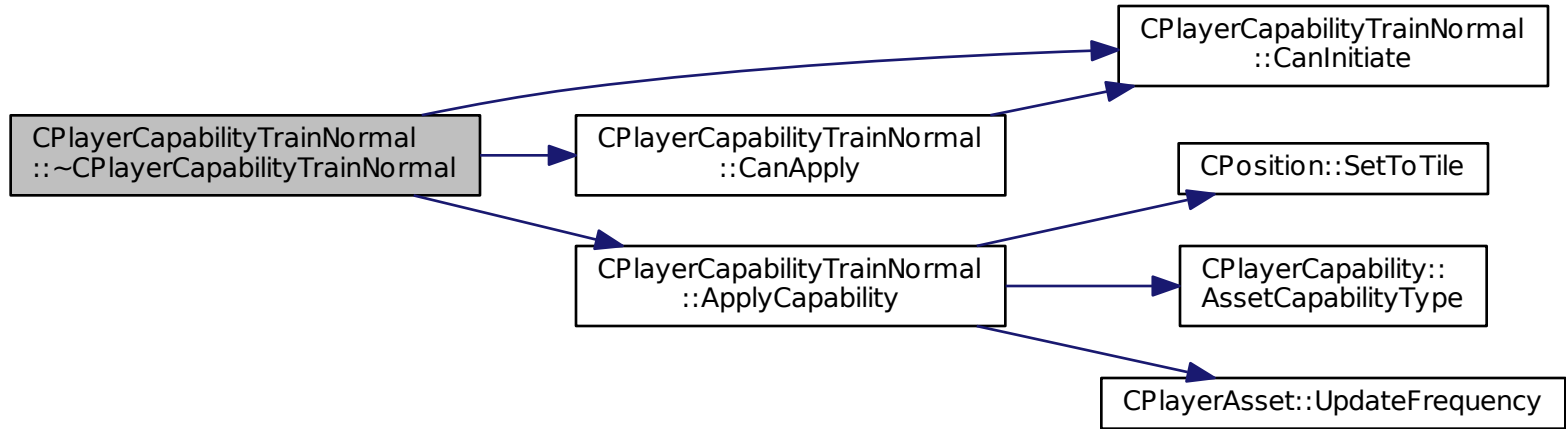 CPlayerCapabilityTrainNormal
::~CPlayerCapabilityTrainNormal
CPlayerCapabilityTrainNormal
::CanInitiate
CPlayerCapabilityTrainNormal
::CanApply
CPosition::SetToTile
CPlayerCapabilityTrainNormal
::ApplyCapability
CPlayerCapability::
AssetCapabilityType
CPlayerAsset::UpdateFrequency